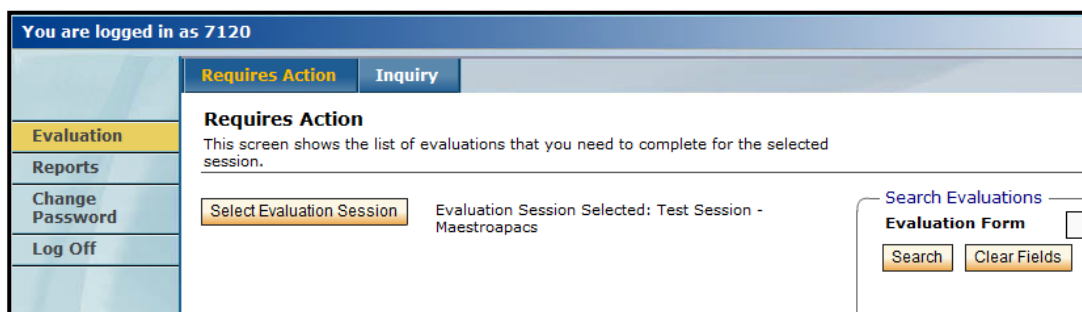 You are logged in as 7120
Requires Action
Inquiry
Evaluation
Reports
Change
Password
Log Off
Requires Action
This screen shows the list of evaluations that you need to complete for the selected
session.
Select Evaluation Session
Evaluation Session Selected: Test Session -
Maestroapacs
Search Evaluations
Evaluation Form
Search
Clear Fields